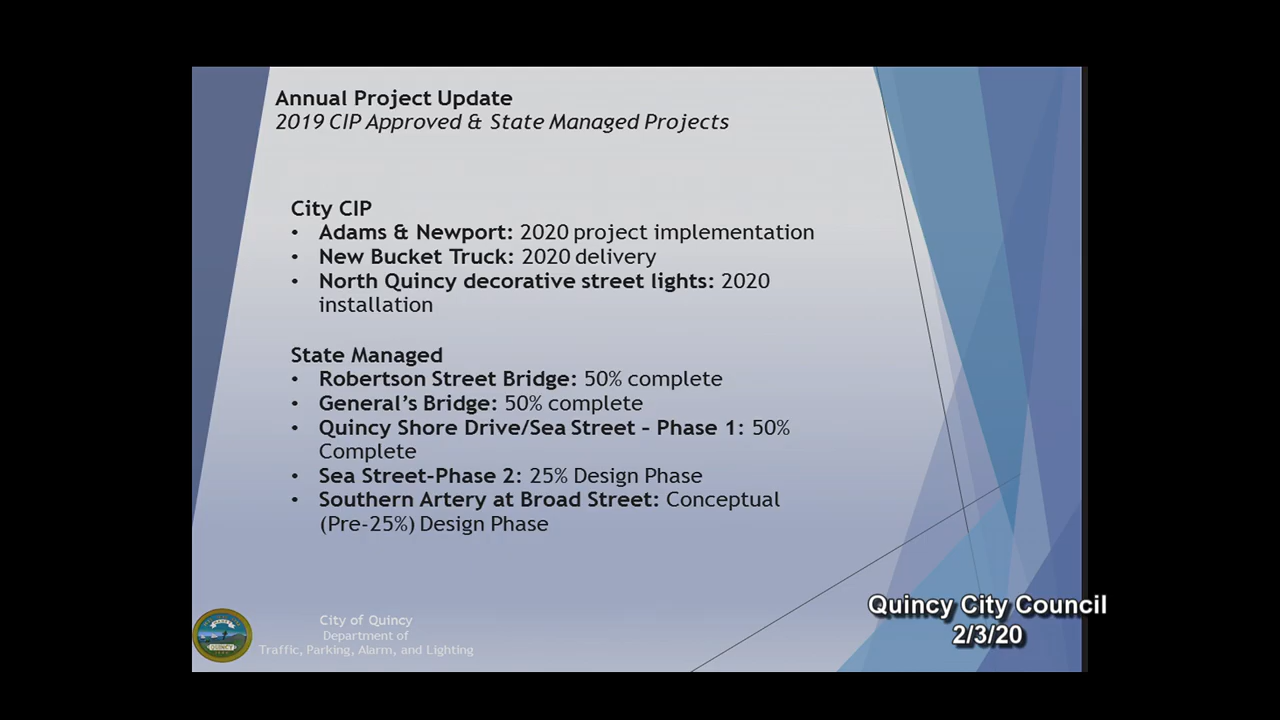 Annual Project Update
2019 CIP Approved & State Managed Projects
City CIP
• Adams & Newport: 2020 project implementation
• New Bucket Truck: 2020 delivery
• North Quincy decorative street lights: 2020
installation
State Managed
• Robertson Street Bridge: 50% complete
• General’s Bridge: 50% complete
• Quincy Shore Drive/Sea Street – Phase 1: 50%
Complete
• Sea Street-Phase 2: 25% Design Phase
• Southern Artery at Broad Street: Conceptual
(Pre-25%) Design Phase
City of Quincy
Department of
Traffic, Parking, Alarm, and Lighting
QUINCY
Quincy City Council
2/3/20